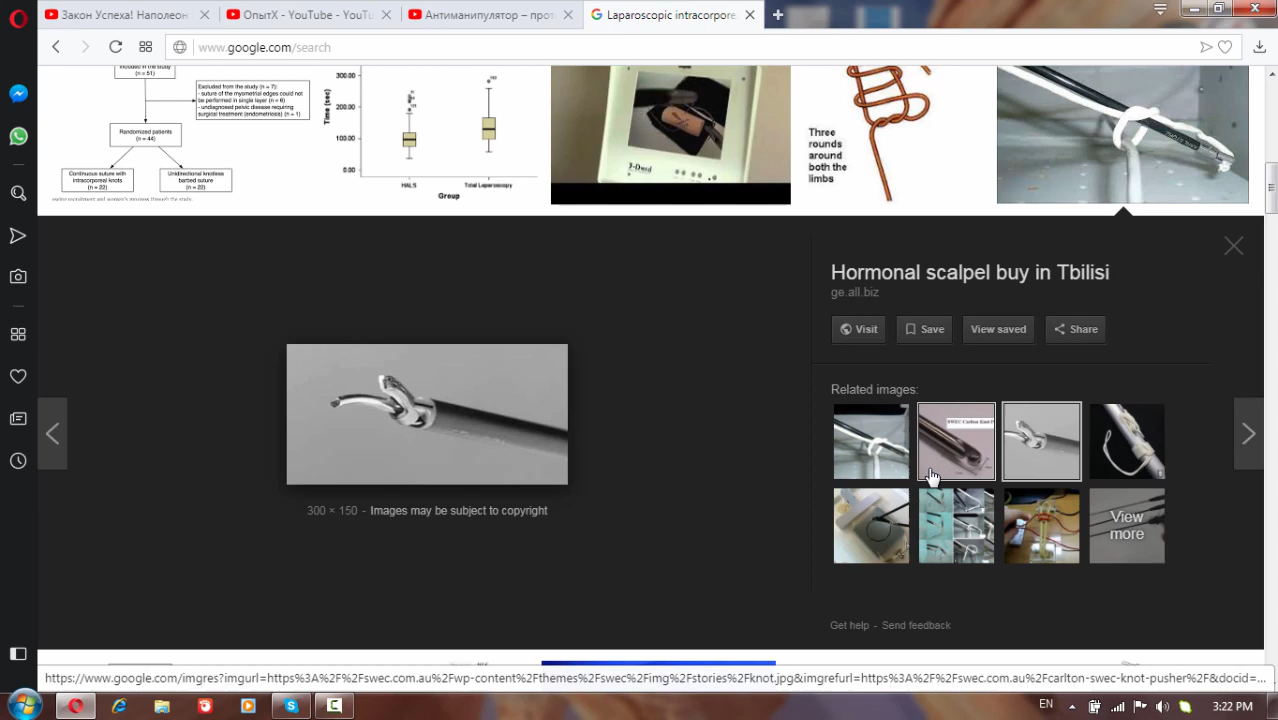 Закон Успеха! Наполеон
ОпытX - YouTube - YouTu
Антиманипулятор – прот
Laparoscopic intracorpore
www.google.com/search
included in the study
(n = 51)
Excluded from the study (n = 7):
- suture of the myometrial edges could not
be performed in single layer (n = 6)
- undiagnosed pelvic disease requiring
surgical treatment (endometriosis) (n = 1)
Randomized patients
(n = 44)
Continuous suture with
intracorporeal knots
(n = 22)
Unidirectional knotless
barbed suture
(n = 22)
Time (sec)
300.00
200.00
100.00
0.00
HALS
Total Laparoscopy
Group
Three
rounds
around
both the
limbs
Hormonal scalpel buy in Tbilisi
ge.all.biz
Visit
Save
View saved
Share
Related images:
View
more
300 × 150 - Images may be subject to copyright
Get help - Send feedback
https://www.google.com/imgres?imgurl=https%3A%2F%2Fswec.com.au%2Fwp-content%2Fthemes%2Fswec%2Fimg%2Fstories%2Fknot.jpg&imgrefurl=https%3A%2F%2Fswec.com.au%2Fcarlton-swec-knot-pusher%2F&docid=...
EN
3:22 PM